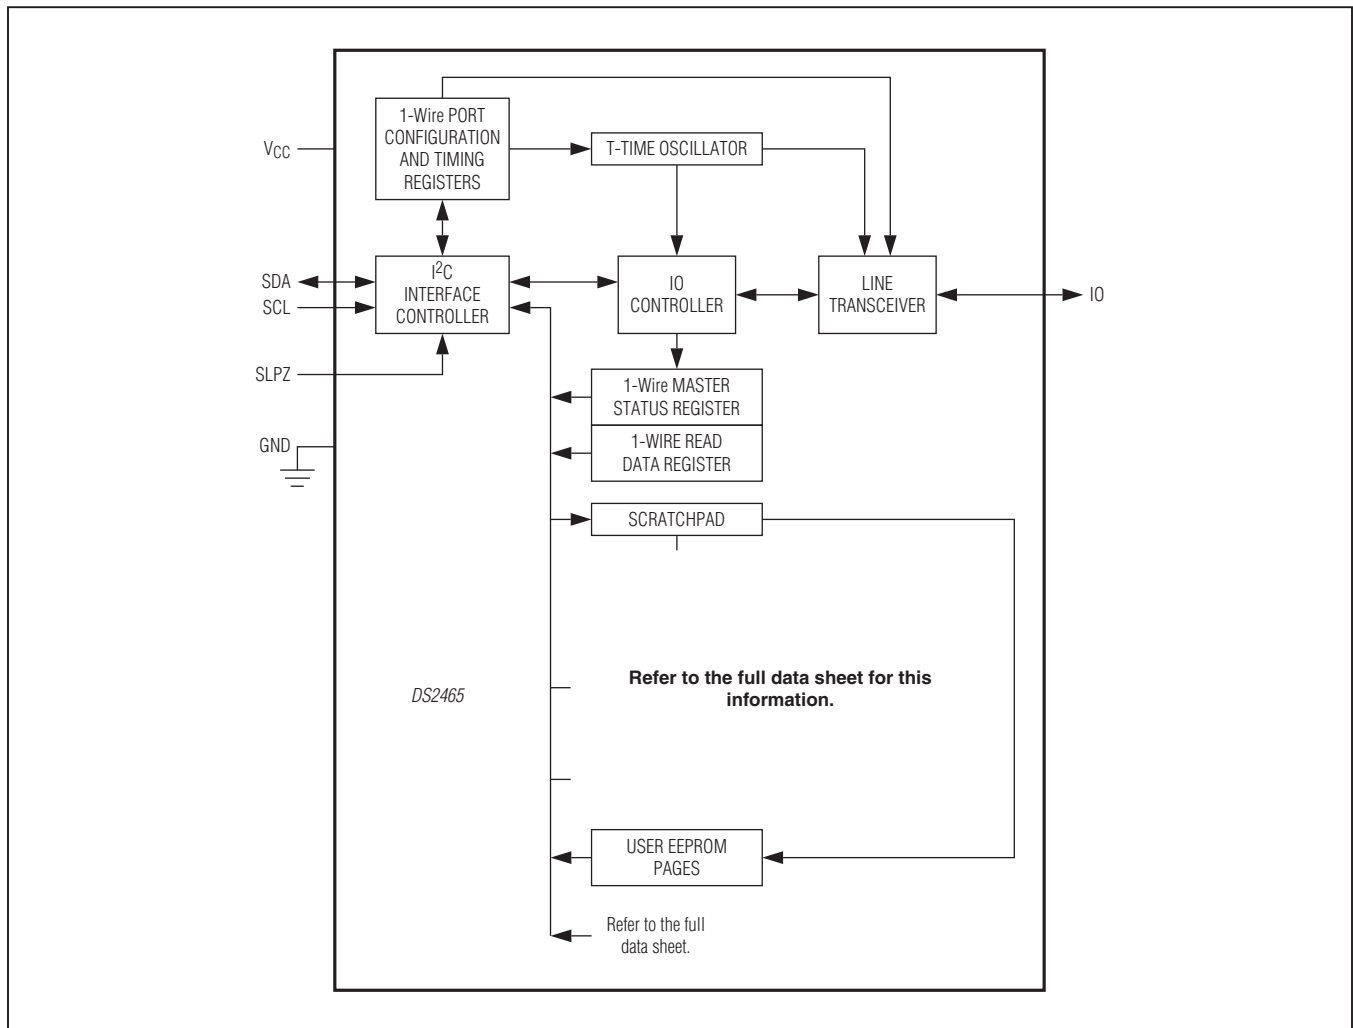 1-Wire PORT
CONFIGURATION
AND TIMING
REGISTERS
VCC
T-TIME OSCILLATOR
SDA
SCL
I2C
INTERFACE
CONTROLLER
IO
CONTROLLER
LINE
TRANSCEIVER
IO
SLPZ
1-Wire MASTER
STATUS REGISTER
GND
1-WIRE READ
DATA REGISTER
SCRATCHPAD
DS2465
Refer to the full data sheet for this
information.
USER EEPROM
PAGES
Refer to the full
data sheet.